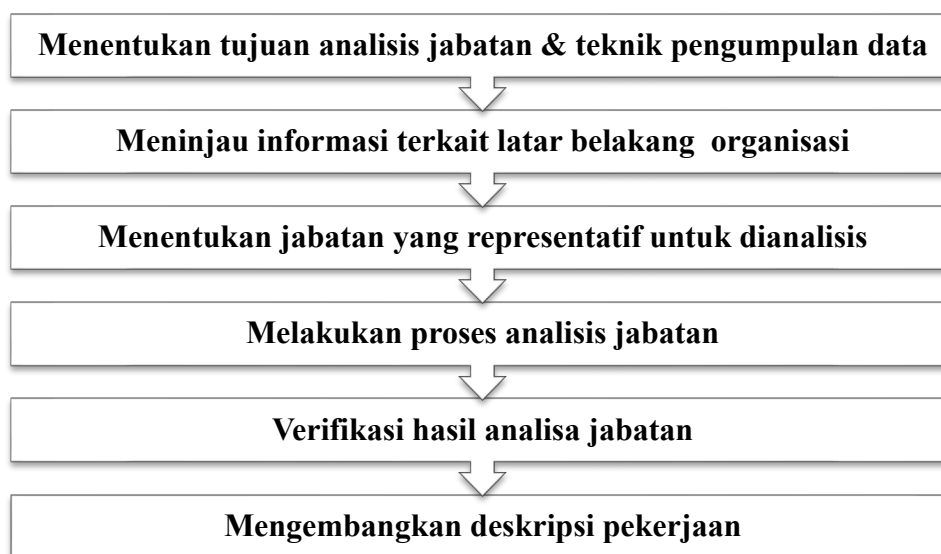 Menentukan tujuan analisis jabatan & teknik pengumpulan data
Meninjau informasi terkait latar belakang organisasi
Menentukan jabatan yang representatif untuk dianalisis
Melakukan proses analisis jabatan
Verifikasi hasil analisa jabatan
Mengembangkan deskripsi pekerjaan